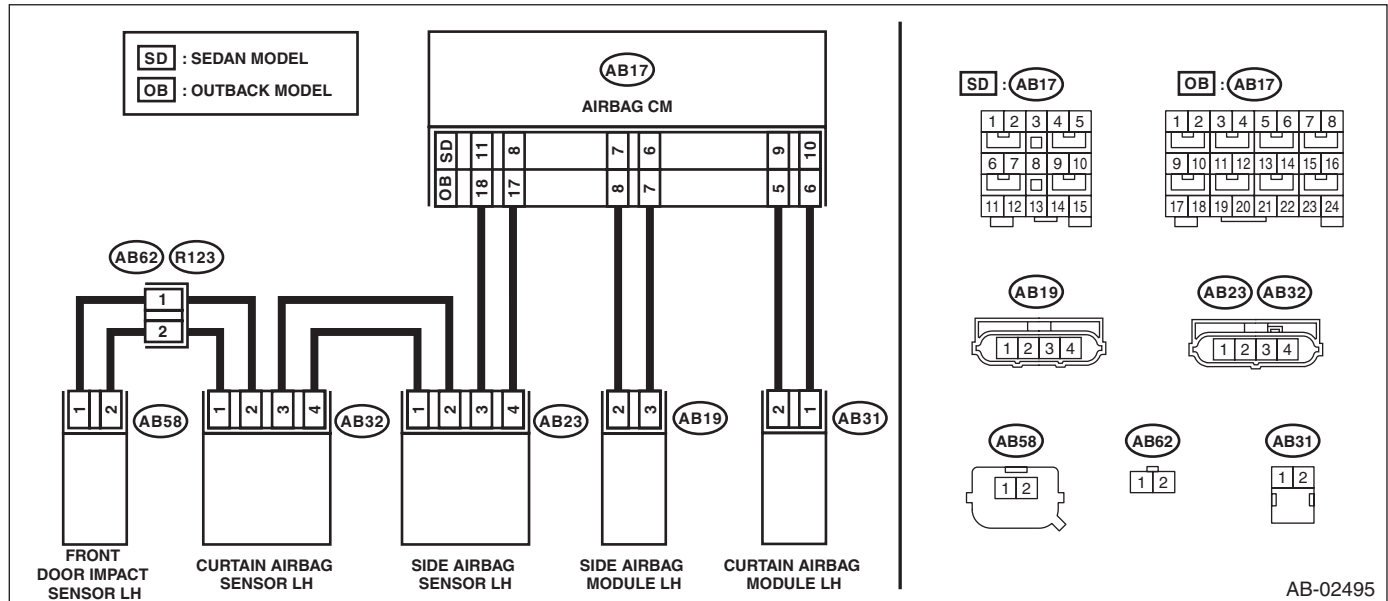 SD : SEDAN MODEL
OB : OUTBACK MODEL
AB17
AIRBAG CM
SD 11 8 7 6 9 10
OB 18 17 8 7 5 6
AB62 R123
1
2
1 2 AB58
1 2 3 4 AB32
1 2 3 4 AB23
2 3 AB19
2 1 AB31
FRONT
DOOR IMPACT
SENSOR LH
CURTAIN AIRBAG
SENSOR LH
SIDE AIRBAG
SENSOR LH
SIDE AIRBAG
MODULE LH
CURTAIN AIRBAG
MODULE LH
SD : AB17
1 2 3 4 5
6 7 8 9 10
11 12 13 14 15
OB : AB17
1 2 3 4 5 6 7 8
9 10 11 12 13 14 15 16
17 18 19 20 21 22 23 24
AB19
1 2 3 4
AB23 AB32
1 2 3 4
AB58
1 2
AB62
1 2
AB31
1 2
AB-02495